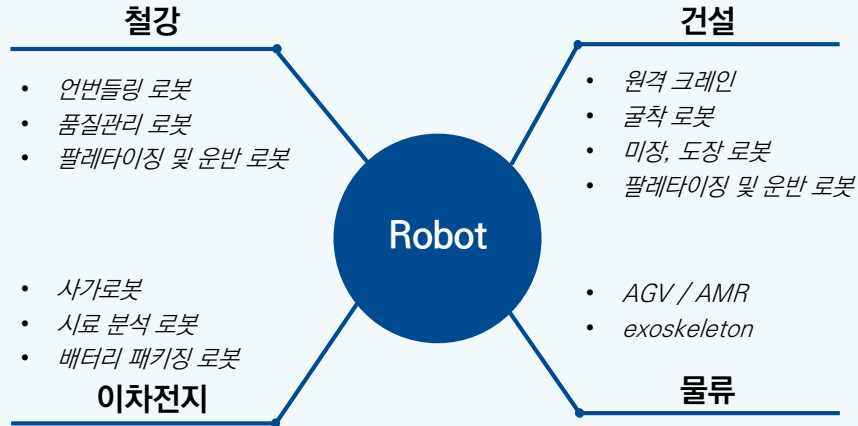 철강
• 언번들링 로봇
• 품질관리 로봇
• 팔레타이징 및 운반 로봇
건설
• 원격 크레인
• 굴착 로봇
• 미장, 도장 로봇
• 팔레타이징 및 운반 로봇
Robot
• 사가로봇
• 시료 분석 로봇
• 배터리 패키징 로봇
이차전지
• AGV / AMR
• exoskeleton
물류